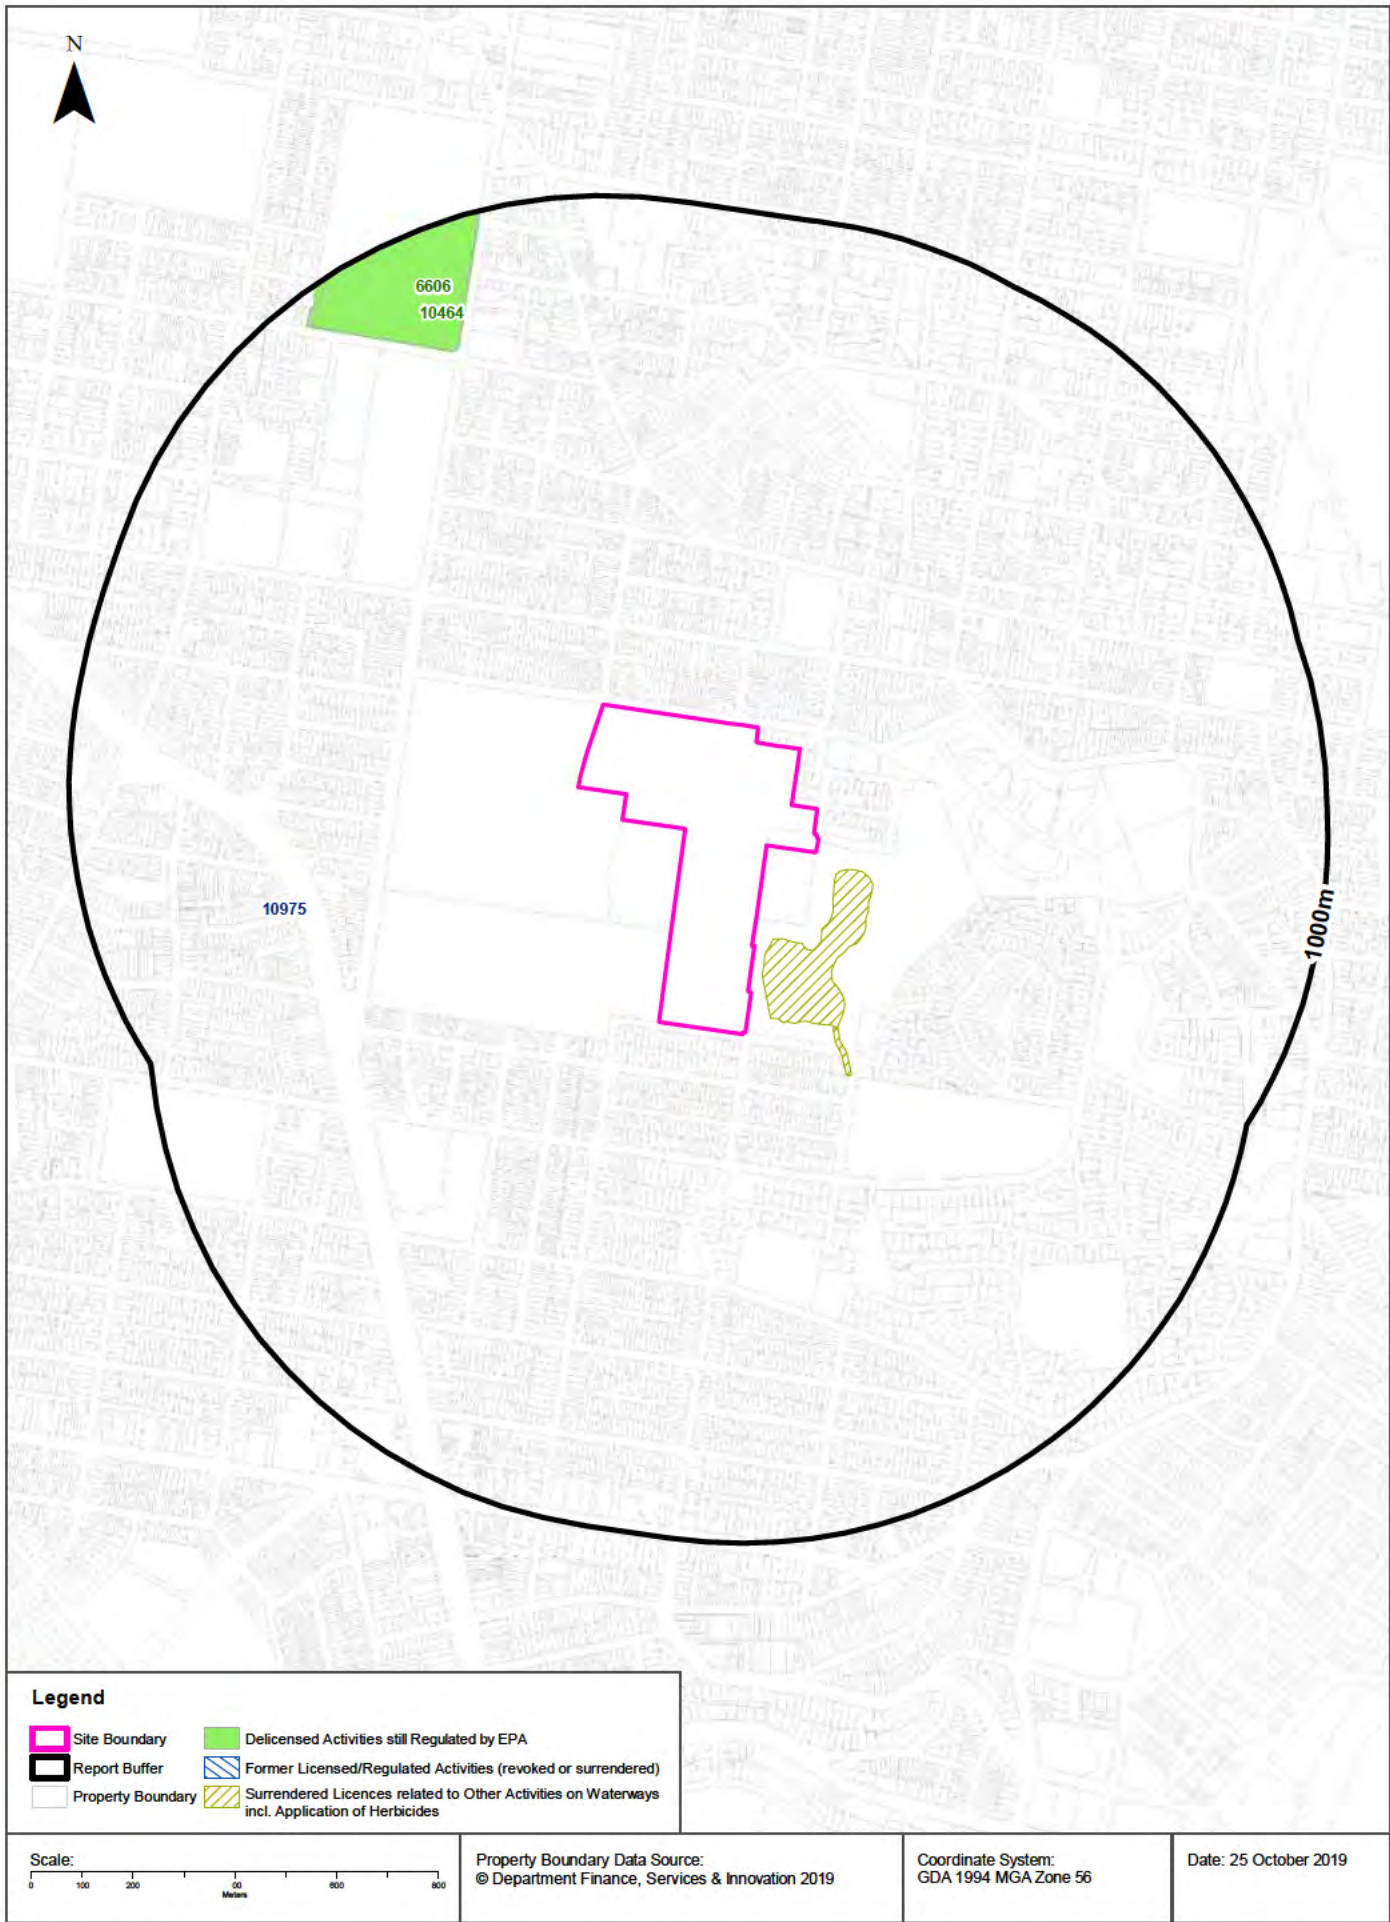 N
6606
10464
10975
1000m
Legend
Site Boundary
Delicensed Activities still Regulated by EPA
Report Buffer
Former Licensed/Regulated Activities (revoked or surrendered)
Property Boundary
Surrendered Licences related to Other Activities on Waterways
incl. Application of Herbicides
Scale:
0 100 200 00 600 800
Meters
Property Boundary Data Source:
© Department Finance, Services & Innovation 2019
Coordinate System:
GDA 1994 MGA Zone 56
Date: 25 October 2019